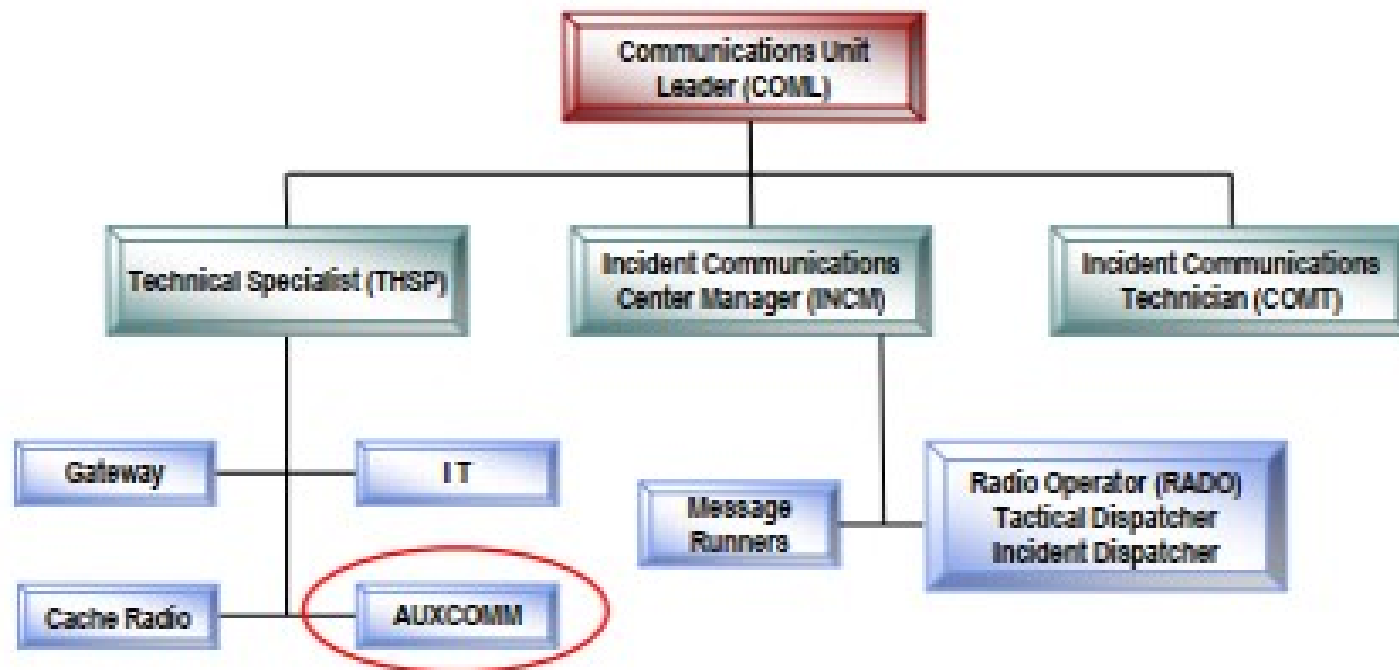 Communications Unit
Leader (COML)
Technical Specialist (THSP)
Incident Communications
Center Manager (INCM)
Incident Communications
Technician (COMT)
Gateway
IT
Message
Runners
Radio Operator (RADO)
Tactical Dispatcher
Incident Dispatcher
Cache Radio
AUXCOMM